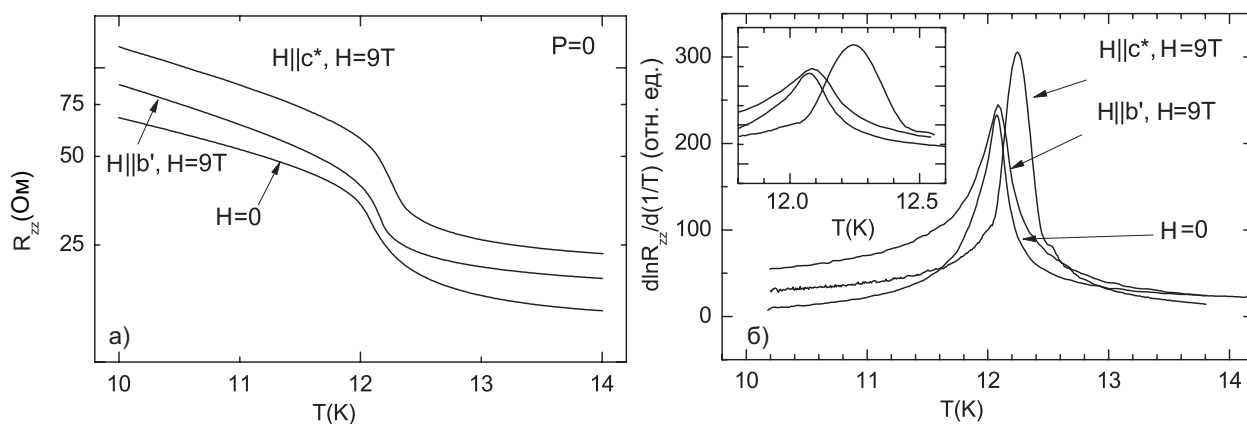 P=0
H||c*, H=9T
75
50
25
R_zz(Ом)
H||b', H=9T
H=0
а)
10 11 12 13 14
T(K)
300
200
100
0
dlnR_zz/d(1/T) (отн. ед.)
12.0 12.5
T(K)
H||c*, H=9T
H||b', H=9T
H=0
б)
10 11 12 13 14
T(K)